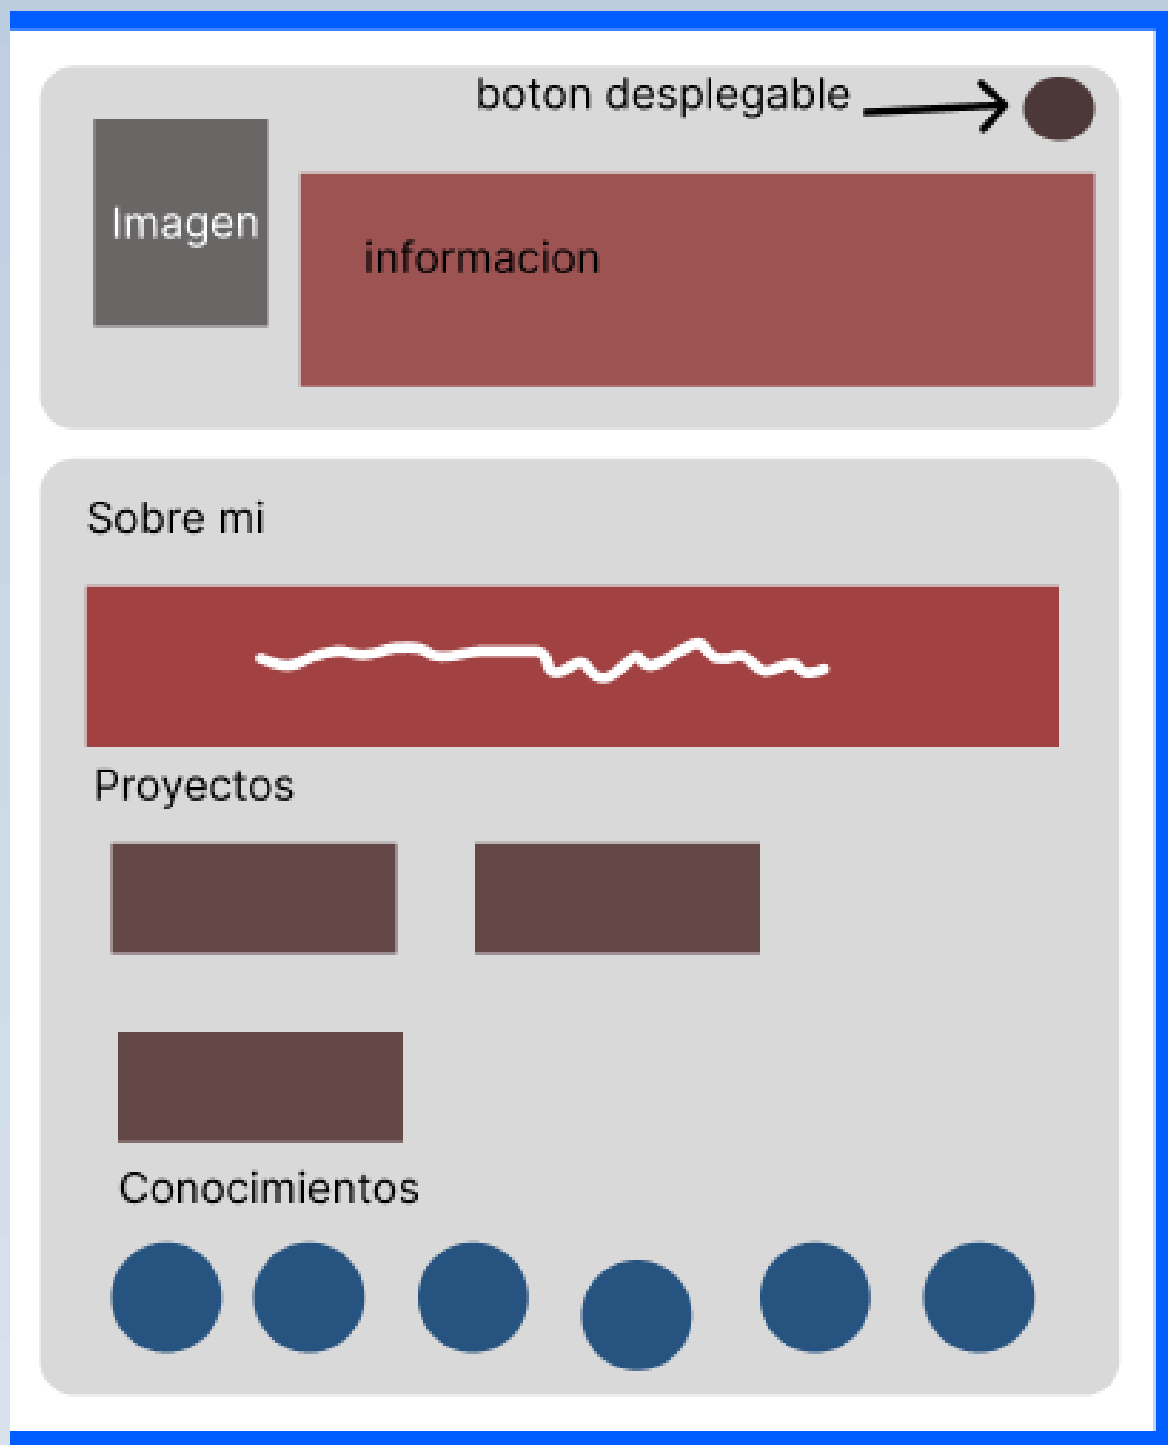 boton desplegable
Imagen
informacion
Sobre mi
Proyectos
Conocimientos